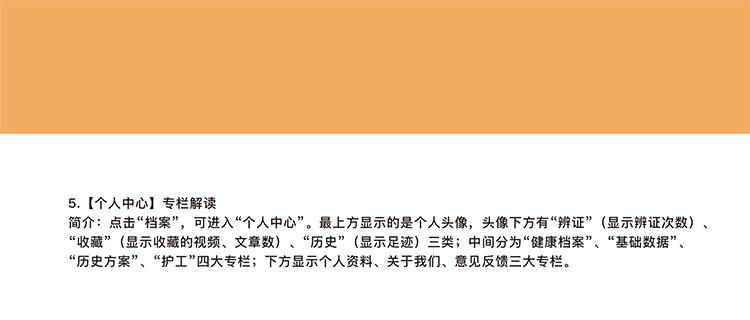 5.【个人中心】专栏解读
简介：点击“档案”，可进入“个人中心”。最上方显示的是个人头像，头像下方有“辨证”（显示辨证次数）、
“收藏”（显示收藏的视频、文章数）、“历史”（显示足迹）三类；中间分为“健康档案”、“基础数据”、
“历史方案”、“护工”四大专栏；下方显示个人资料、关于我们、意见反馈三大专栏。